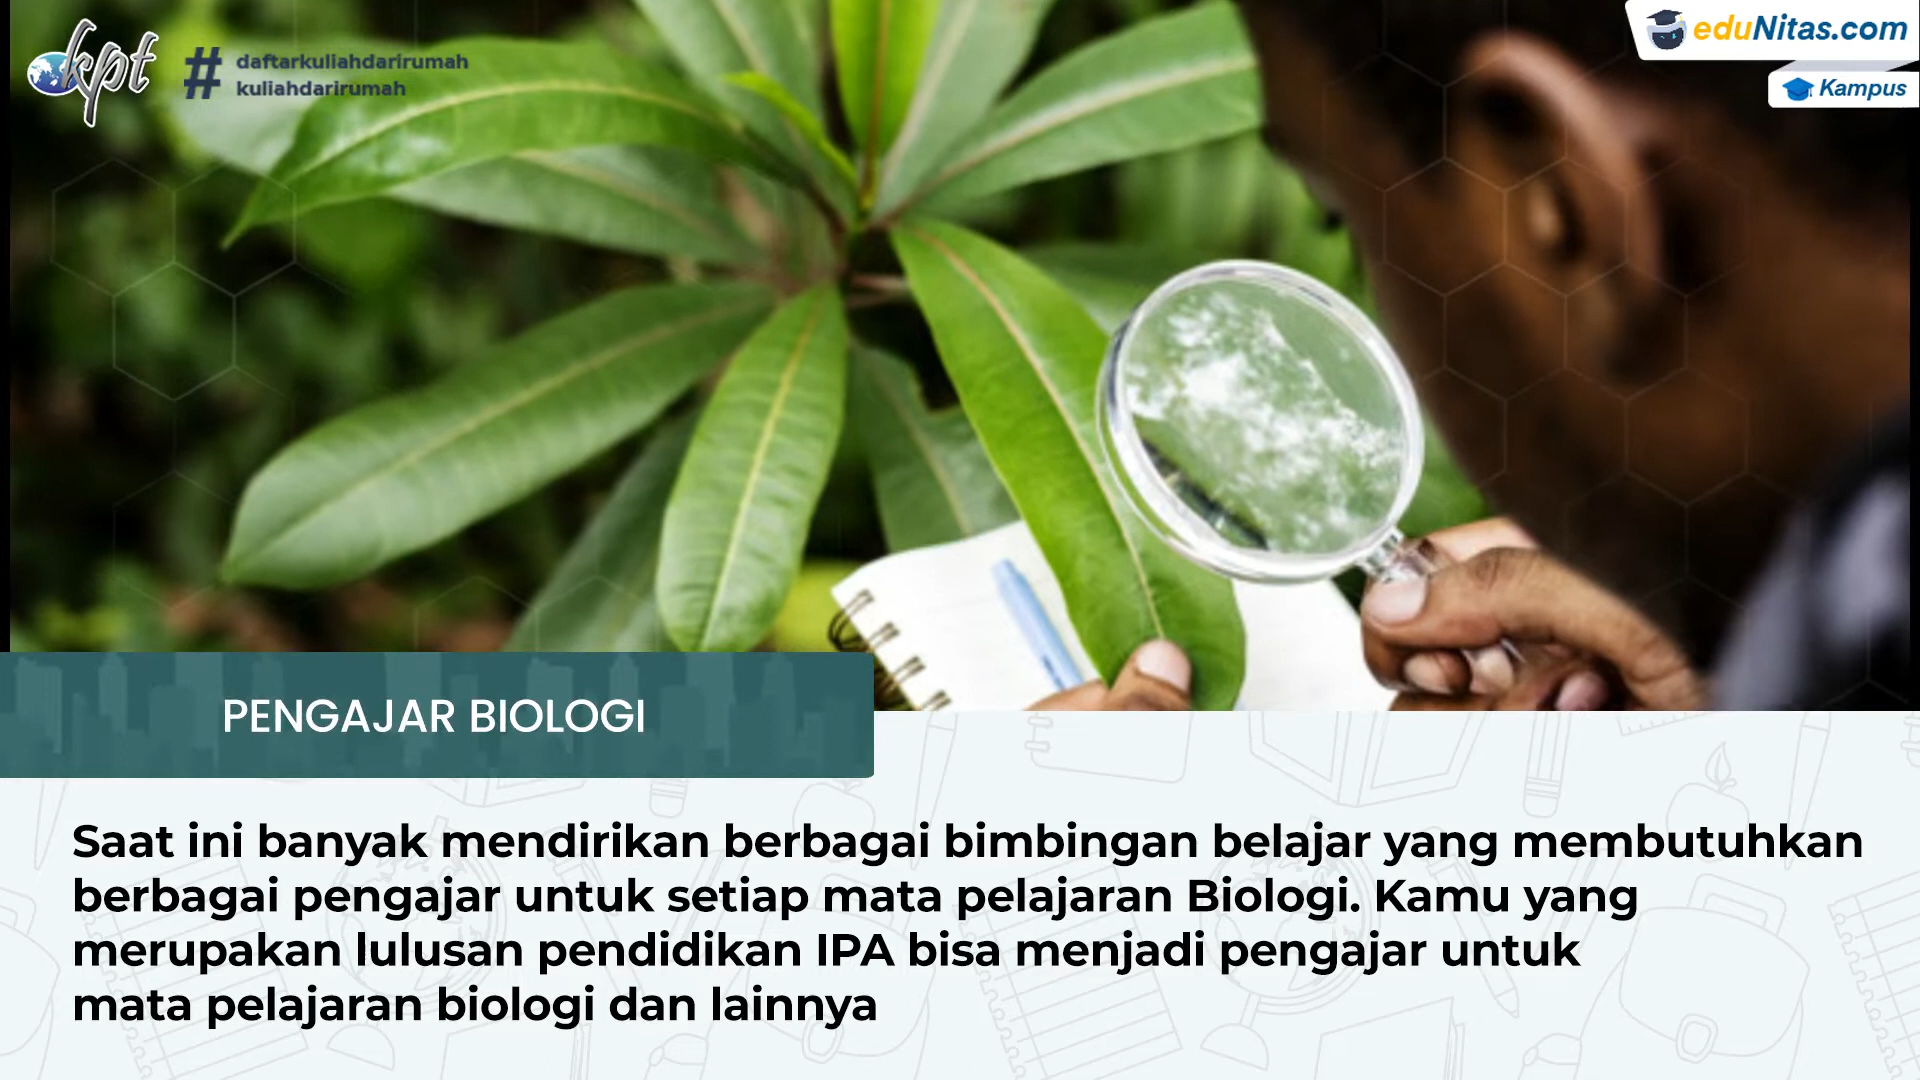 kpt
# daftarkuliahdarirumah
kuliahdarirumah
eduNitas.com
Kampus
PENGAJAR BIOLOGI
Saat ini banyak mendirikan berbagai bimbingan belajar yang membutuhkan
berbagai pengajar untuk setiap mata pelajaran Biologi. Kamu yang
merupakan lulusan pendidikan IPA bisa menjadi pengajar untuk
mata pelajaran biologi dan lainnya